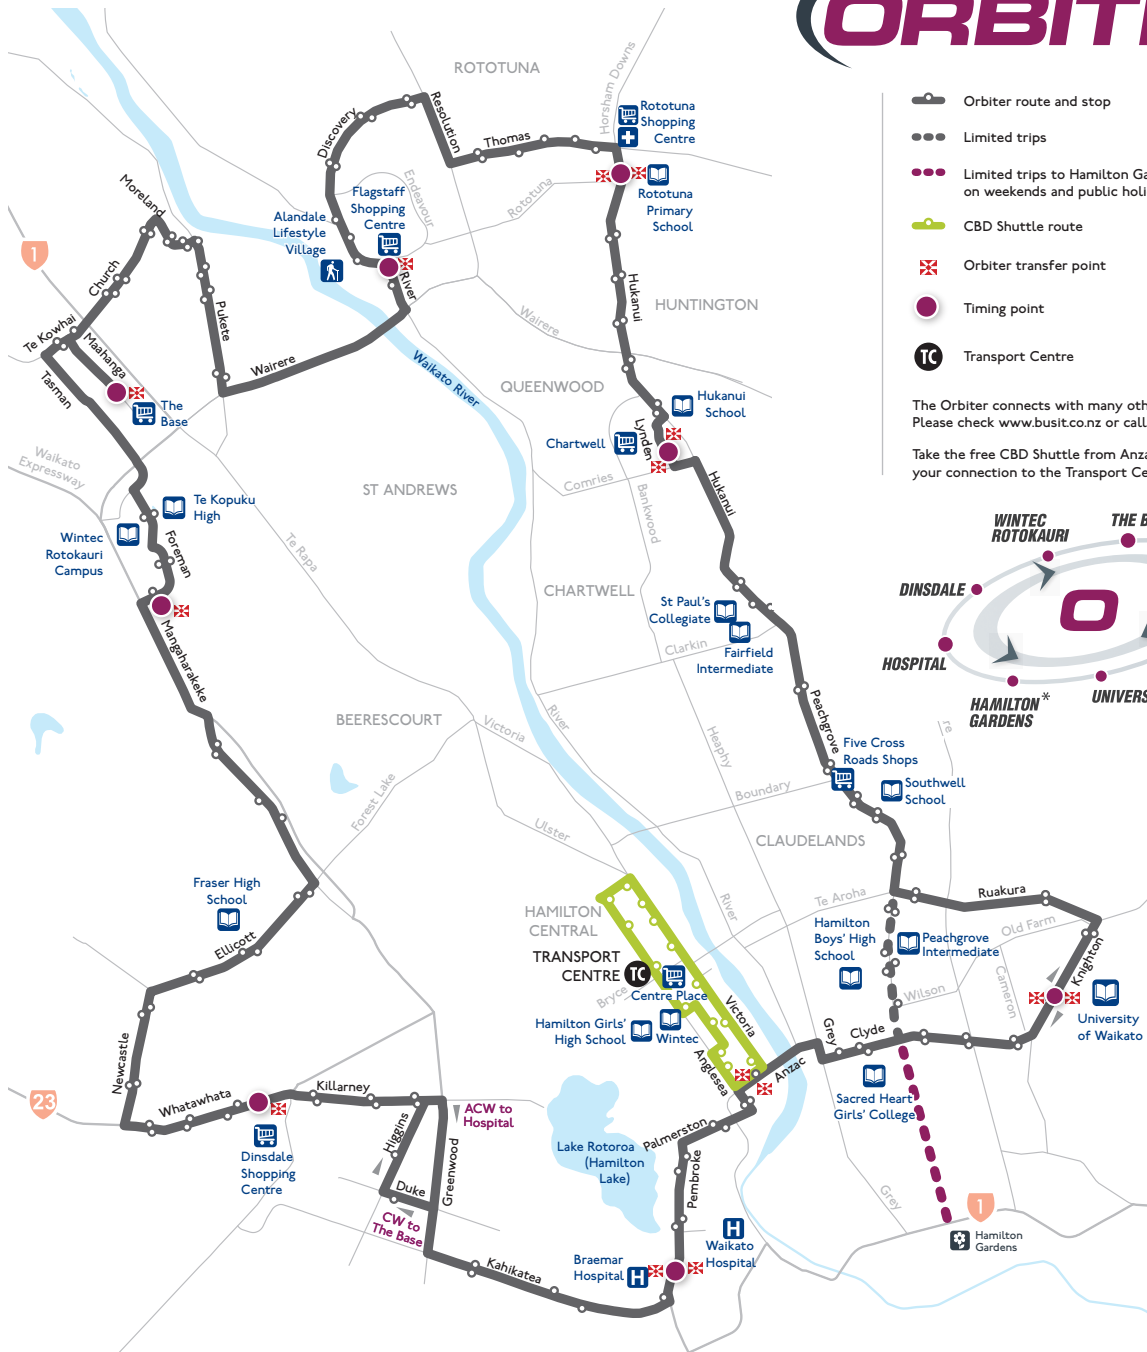 ORBIT
Orbiter route and stop
Limited trips
Limited trips to Hamilton Ga
on weekends and public holi
CBD Shuttle route
Orbiter transfer point
Timing point
TC
Transport Centre
The Orbiter connects with many oth
Please check www.busit.co.nz or call
Take the free CBD Shuttle from Anza
your connection to the Transport Ce
WINTEC
ROTOKAURI
THE B
DINSDALE
O
HOSPITAL
HAMILTON*
GARDENS
UNIVERS
ROTOTUNA
Horsham Downs
Rototuna
Shopping
Centre
Resolution
Discovery
Thomas
Endeavour
Rototuna
Rototuna
Primary
School
Flagstaff
Shopping
Centre
Alandale
Lifestyle
Village
River
Moreland
1
Church
Pukete
Te Kowhai
Maahanga
Tasman
The
Base
Wairere
Wairere
Hukanui
HUNTINGTON
Waikato River
QUEENWOOD
Hukanui
School
Chartwell
Lynden
Comries
Bankwood
Hukanui
Waikato
Expressway
ST ANDREWS
Te Kopuku
High
Wintec
Rotokauri
Campus
Foreman
Te Rapa
CHARTWELL
St Paul's
Collegiate
Fairfield
Intermediate
Clarkin
Mangaharakeke
BEERESCOURT
Victoria
River
Heaphy
Peachgrove
re
Five Cross
Roads Shops
Southwell
School
Boundary
Forest Lake
Ulster
CLAUDELANDS
Fraser High
School
Ellicott
HAMILTON
CENTRAL
TRANSPORT
CENTRE
TC
River
Te Aroha
Ruakura
Old Farm
Hamilton
Boys' High
School
Peachgrove
Intermediate
Knighton
Cameron
Wilson
Bryce
Centre Place
Victoria
University
of Waikato
Hamilton Girls'
High School
Wintec
Grey
Clyde
Anglesea
Anzac
Sacred Heart
Girls' College
Newcastle
23
Whatawhata
Killarney
Higgins
ACW to
Hospital
Greenwood
Duke
CW to
The Base
Dinsdale
Shopping
Centre
Lake Rotoroa
(Hamilton
Lake)
Palmerston
Pembroke
Grey
1
Hamilton
Gardens
H
Waikato
Hospital
Braemar
Hospital
H
Kahikatea